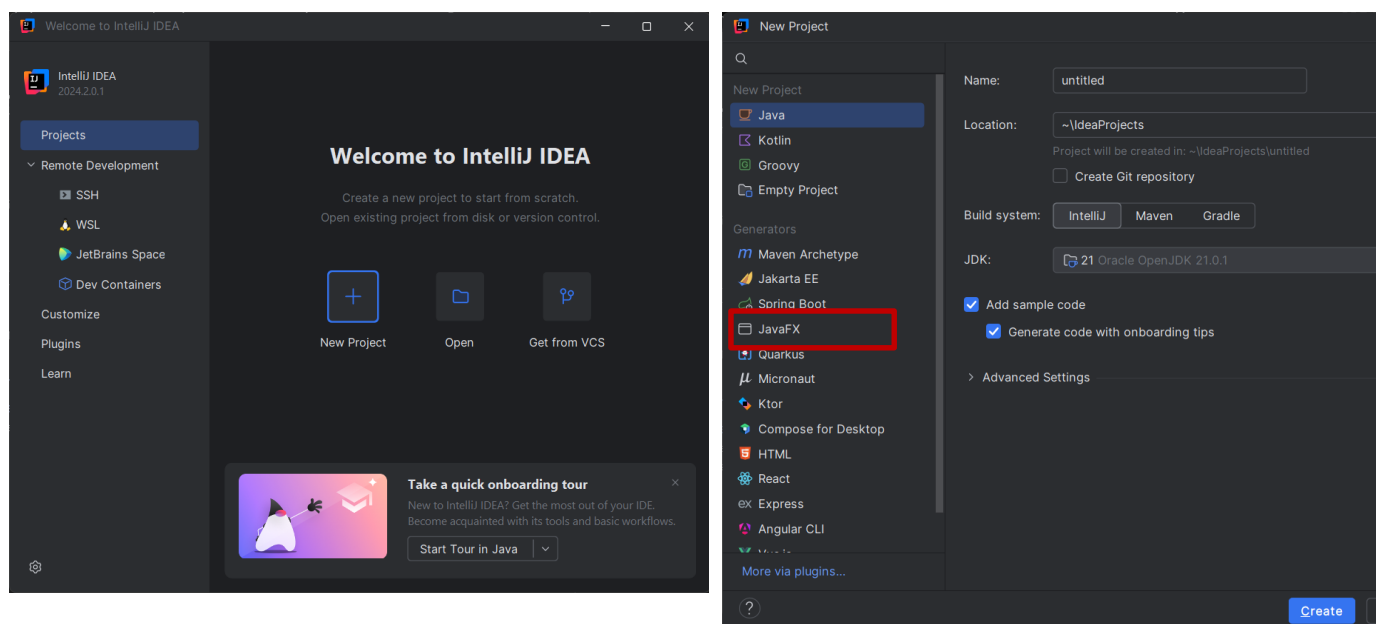 Welcome to IntelliJ IDEA
IntelliJ IDEA
2024.2.0.1
Projects
Remote Development
SSH
WSL
JetBrains Space
Dev Containers
Customize
Plugins
Learn
Welcome to IntelliJ IDEA
Create a new project to start from scratch.
Open existing project from disk or version control.
New Project
Open
Get from VCS
Take a quick onboarding tour
New to IntelliJ IDEA? Get the most out of your IDE.
Become acquainted with its tools and basic workflows.
Start Tour in Java
New Project
New Project
Java
Kotlin
Groovy
Empty Project
Generators
Maven Archetype
Jakarta EE
Spring Boot
JavaFX
Quarkus
Micronaut
Ktor
Compose for Desktop
HTML
React
Express
Angular CLI
More via plugins...
Name: untitled
Location: ~\IdeaProjects
Project will be created in: ~\IdeaProjects\untitled
Create Git repository
Build system: IntelliJ Maven Gradle
JDK: 21 Oracle OpenJDK 21.0.1
Add sample code
Generate code with onboarding tips
Advanced Settings
?
Create